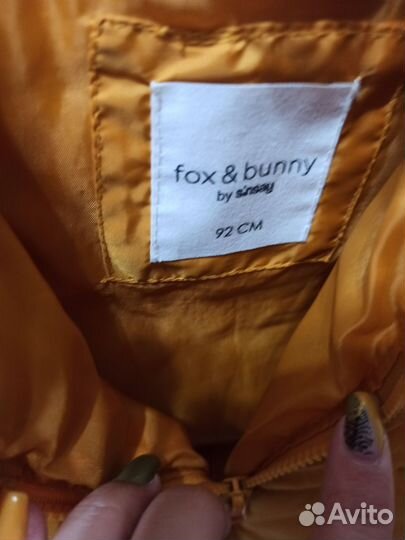 fox & bunny
by sinsay
92 CM
Avito